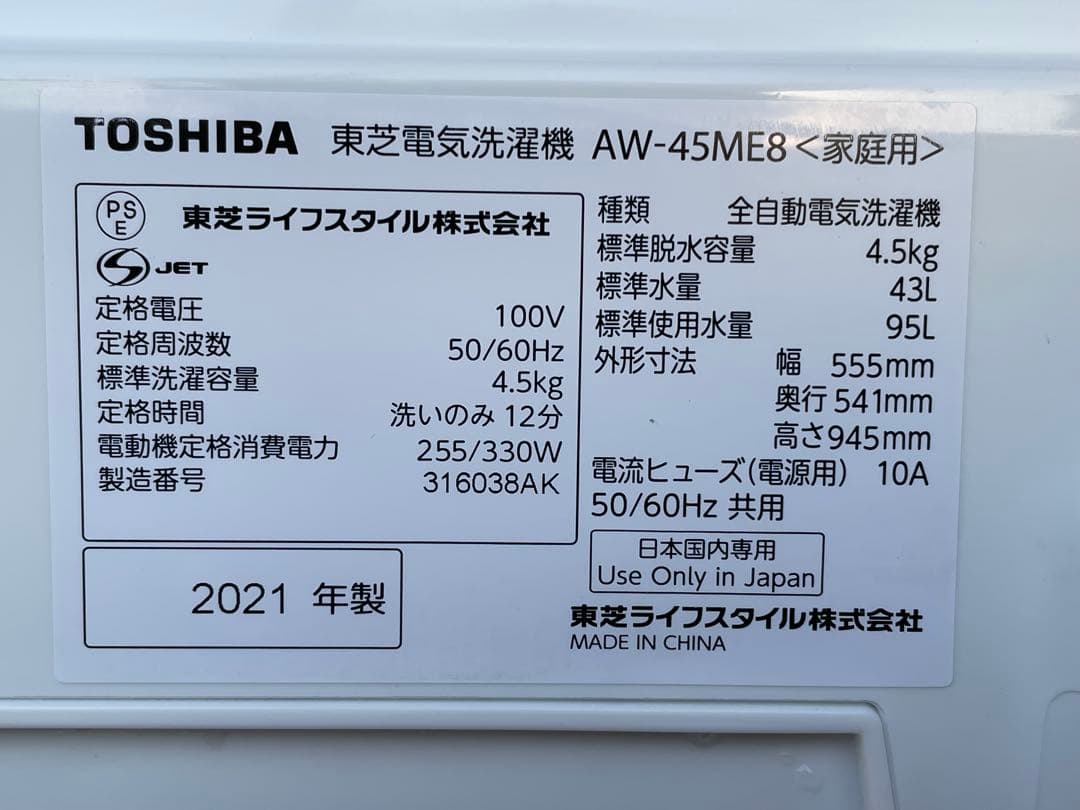 TOSHIBA 東芝電気洗濯機 AW-45ME8<家庭用>
PS
E
東芝ライフスタイル株式会社
S JET
定格電圧 100V
定格周波数 50/60Hz
標準洗濯容量 4.5kg
定格時間 洗いのみ 12分
電動機定格消費電力 255/330W
製造番号 316038AK
2021 年製
種類 全自動電気洗濯機
標準脱水容量 4.5kg
標準水量 43L
標準使用水量 95L
外形寸法 幅 555mm
奥行 541mm
高さ 945mm
電流ヒューズ(電源用) 10A
50/60Hz 共用
日本国内専用
Use Only in Japan
東芝ライフスタイル株式会社
MADE IN CHINA